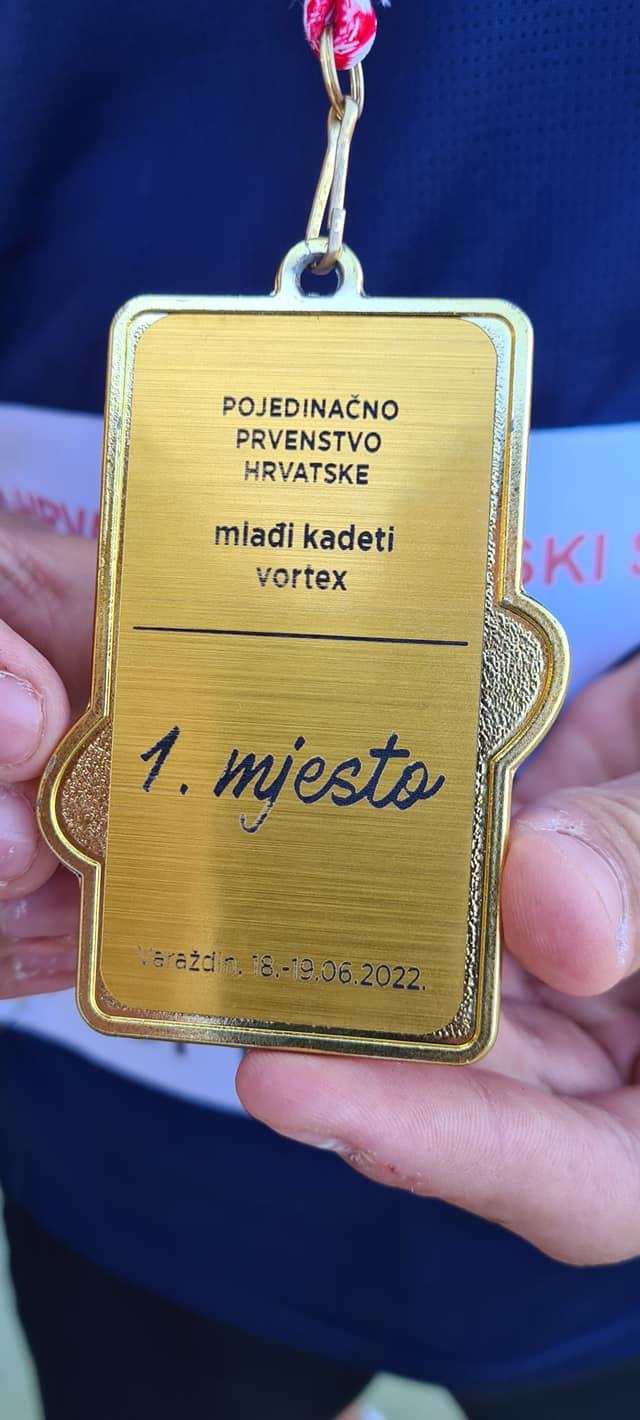 POJEDINAČNO
PRVENSTVO
HRVATSKE
mlađi kadeti
vortex
1. mjesto
Varaždin, 18.-19.06.2022.